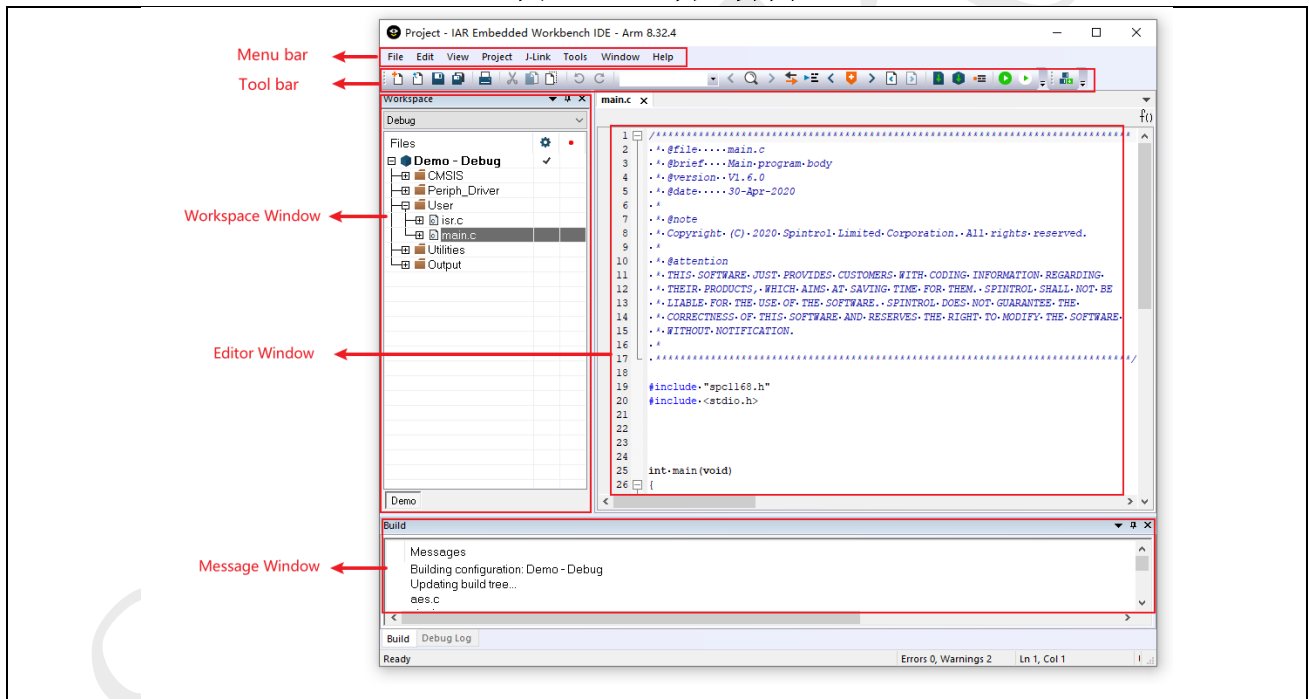 Project - IAR Embedded Workbench IDE - Arm 8.32.4
Menu bar
File Edit View Project J-Link Tools Window Help
Tool bar
Workspace
main.c
Debug
Files
Demo - Debug
CMSIS
Periph_Driver
User
isr.c
main.c
Utilities
Output
Workspace Window
Editor Window
1 /****************************************************************************
2 * @file     main.c
3 * @brief    Main program body
4 * @version  V1.6.0
5 * @date     30-Apr-2020
6 *
7 * @note
8 * Copyright (C) 2020 Spintrol Limited Corporation. All rights reserved.
9 *
10 * @attention
11 * THIS SOFTWARE JUST PROVIDES CUSTOMERS WITH CODING INFORMATION REGARDING
12 * THEIR PRODUCTS, WHICH AIMS AT SAVING TIME FOR THEM. SPINTROL SHALL NOT BE
13 * LIABLE FOR THE USE OF THE SOFTWARE. SPINTROL DOES NOT GUARANTEE THE
14 * CORRECTNESS OF THIS SOFTWARE AND RESERVES THE RIGHT TO MODIFY THE SOFTWARE
15 * WITHOUT NOTIFICATION.
16 *
17 ****************************************************************************/
18
19 #include "spc1168.h"
20 #include <stdio.h>
21
22
23
24
25 int main(void)
26 {
Demo
Build
Message Window
Messages
Building configuration: Demo - Debug
Updating build tree...
aes.c
Build Debug Log
Ready
Errors 0, Warnings 2
Ln 1, Col 1